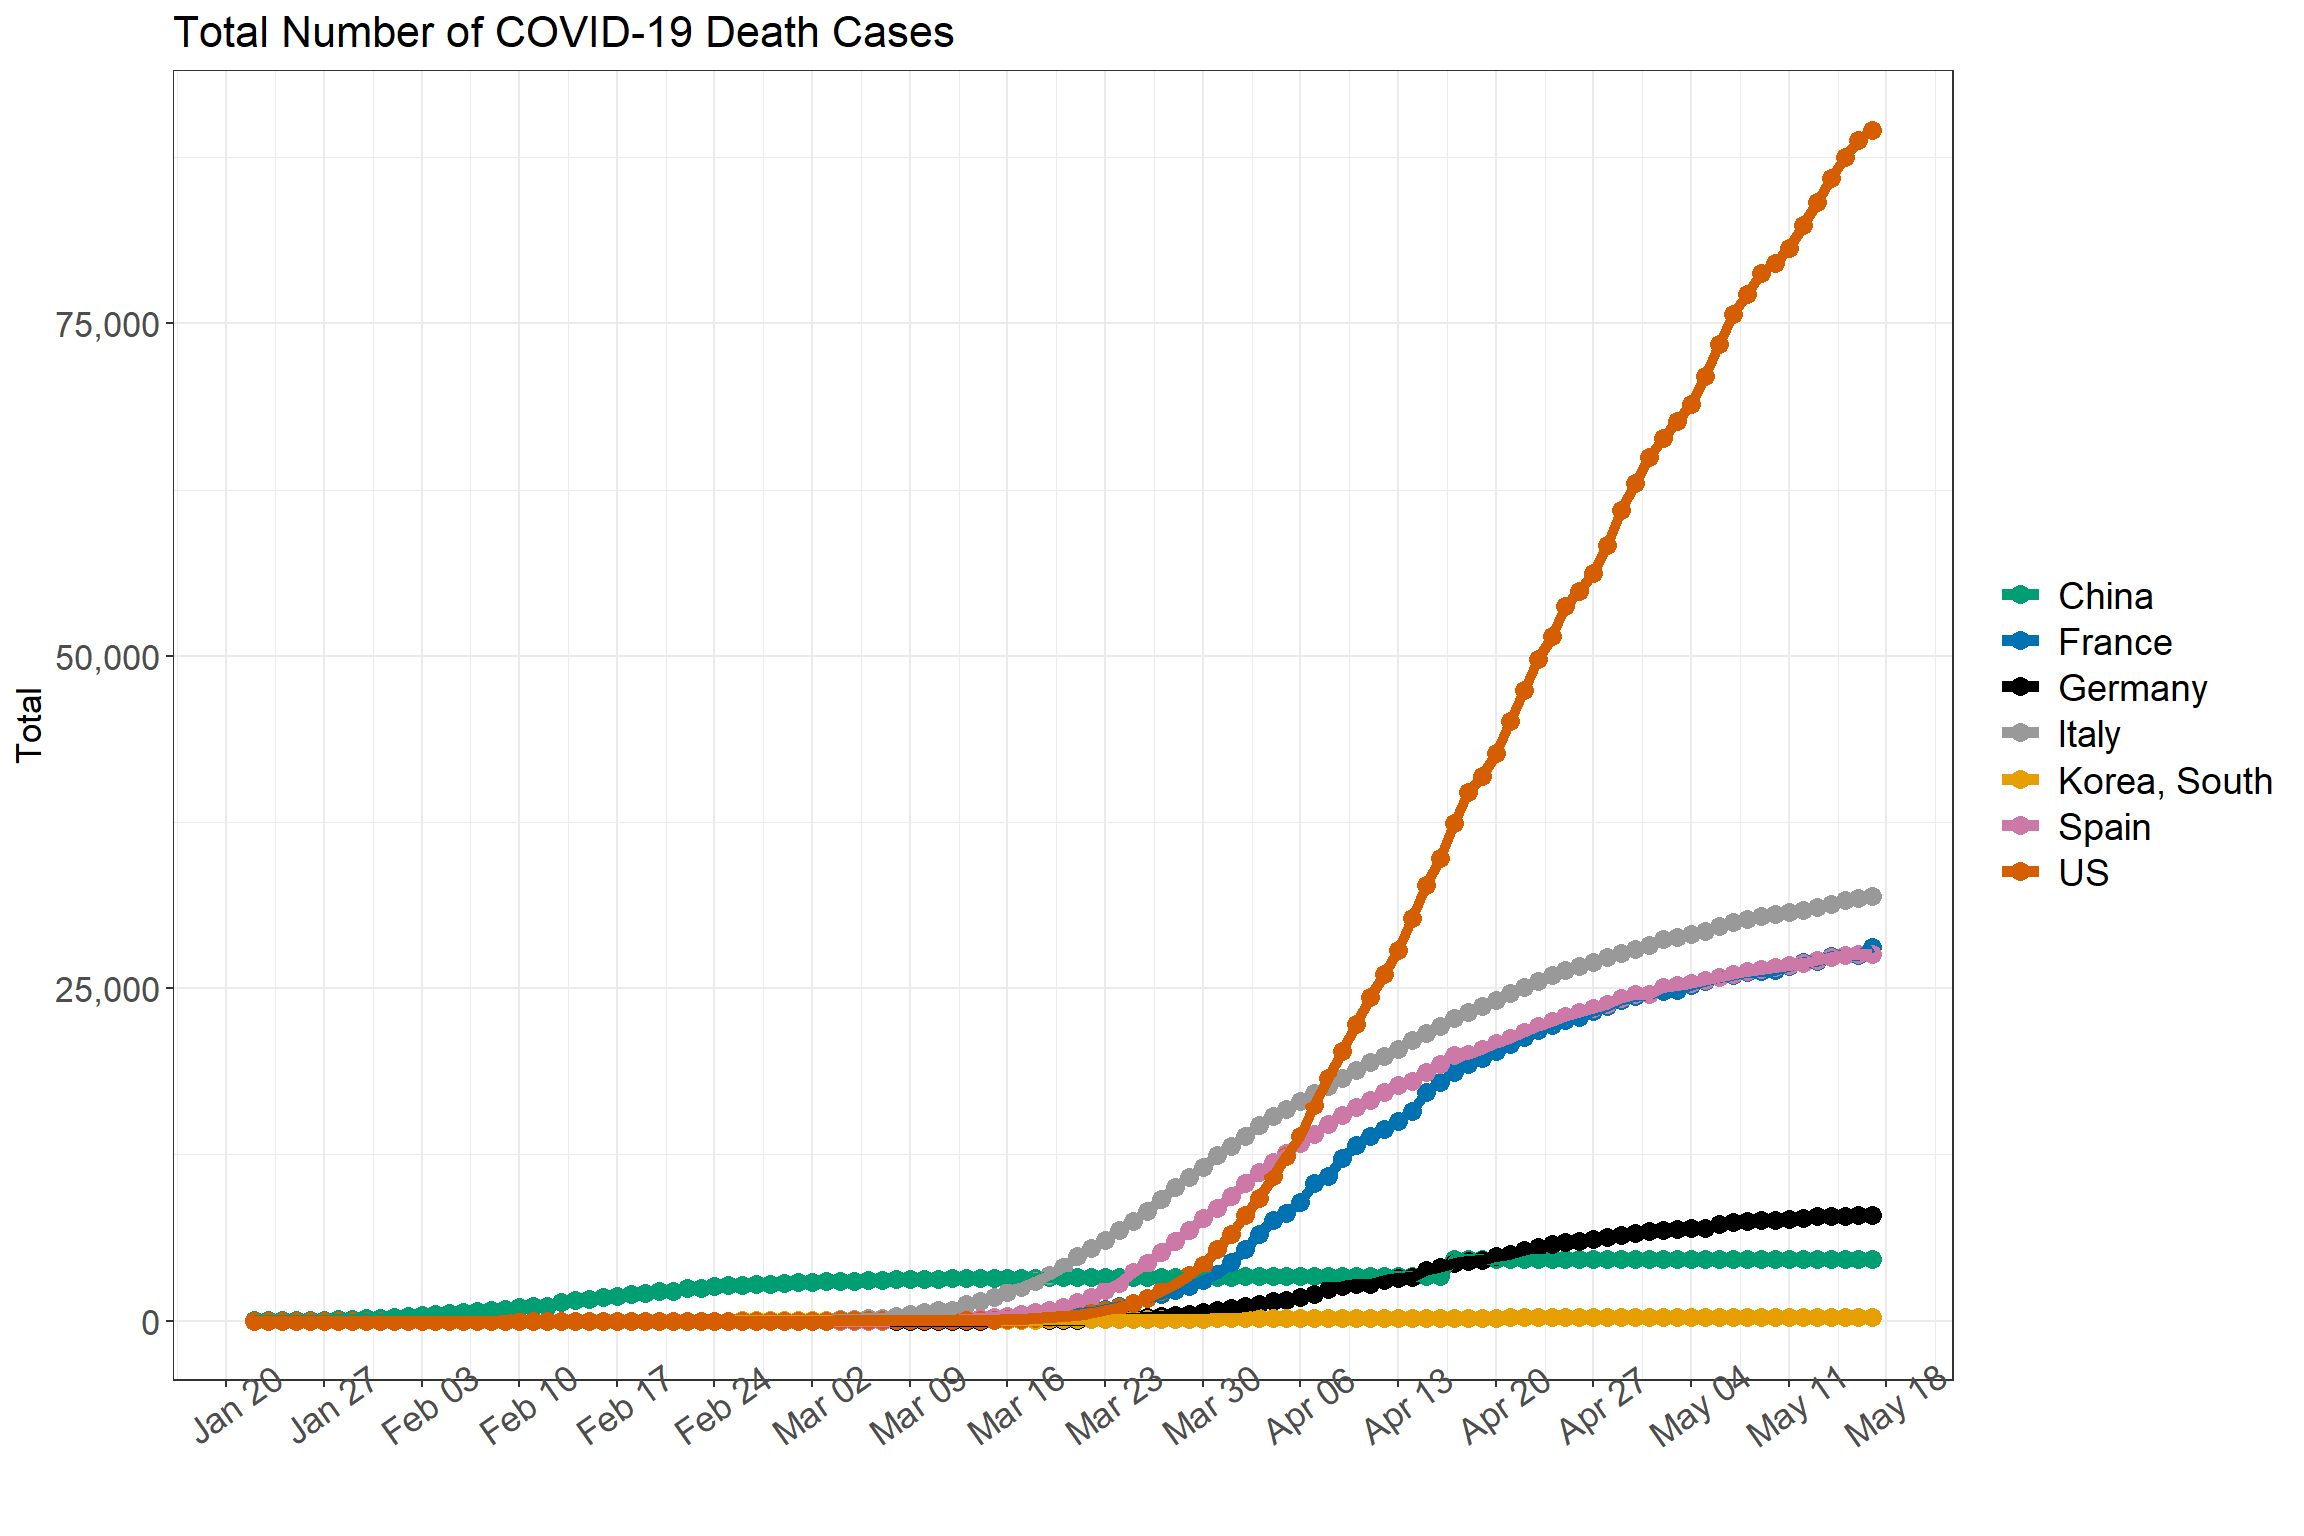 Total Number of COVID-19 Death Cases
Total
75,000
50,000
25,000
0
Jan 20
Jan 27
Feb 03
Feb 10
Feb 17
Feb 24
Mar 02
Mar 09
Mar 16
Mar 23
Mar 30
Apr 06
Apr 13
Apr 20
Apr 27
May 04
May 11
May 18
China
France
Germany
Italy
Korea, South
Spain
US